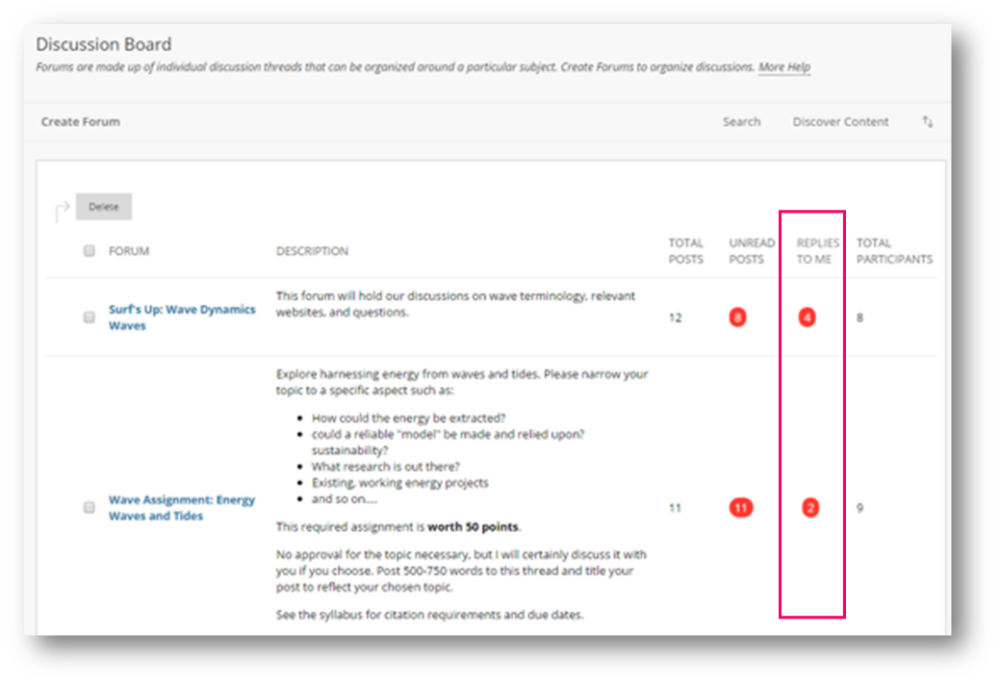 Discussion Board
Forums are made up of individual discussion threads that can be organized around a particular subject. Create Forums to organize discussions. More Help
Create Forum
Search
Discover Content
Delete
FORUM
DESCRIPTION
TOTAL
POSTS
UNREAD
POSTS
REPLIES
TO ME
TOTAL
PARTICIPANTS
Surf's Up: Wave Dynamics
Waves
This forum will hold our discussions on wave terminology, relevant
websites, and questions.
12
8
4
8
Wave Assignment: Energy
Waves and Tides
Explore harnessing energy from waves and tides. Please narrow your
topic to a specific aspect such as:
• How could the energy be extracted?
• could a reliable "model" be made and relied upon?
sustainability?
• What research is out there?
• Existing, working energy projects
• and so on....
This required assignment is worth 50 points.
No approval for the topic necessary, but I will certainly discuss it with
you if you choose. Post 500-750 words to this thread and title your
post to reflect your chosen topic.
See the syllabus for citation requirements and due dates.
11
11
2
9